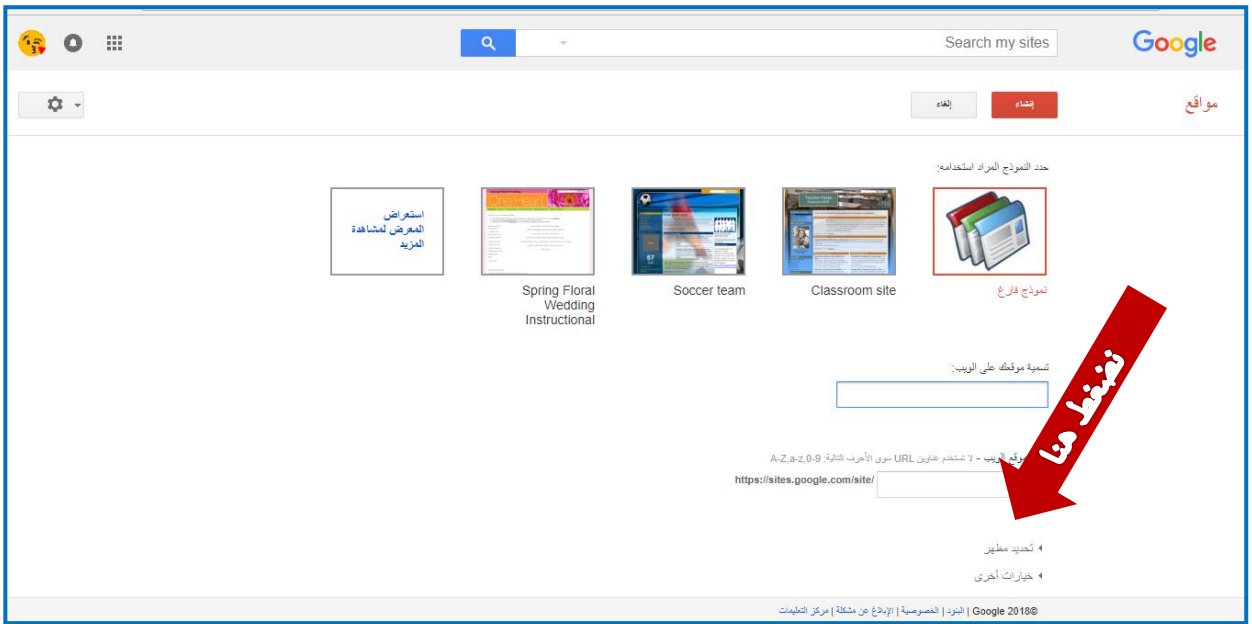 Google
Search my sites
مواقع
إنشاء
إلغاء
حدد النموذج المراد استخدامه:
نموذج فارغ
Classroom site
Soccer team
Spring Floral
Wedding
Instructional
استعراض
المعرض لمشاهدة
المزيد
تسمية موقعك على الويب:
نضغط هنا
موقع الويب - لا تستخدم عناوين URL سوى الأحرف التالية: A-Z,a-z,0-9
https://sites.google.com/site/
تحديد مظهر
خيارات أخرى
©2018 Google | البنود | الخصوصية | الإبلاغ عن مشكلة | مركز التعليمات